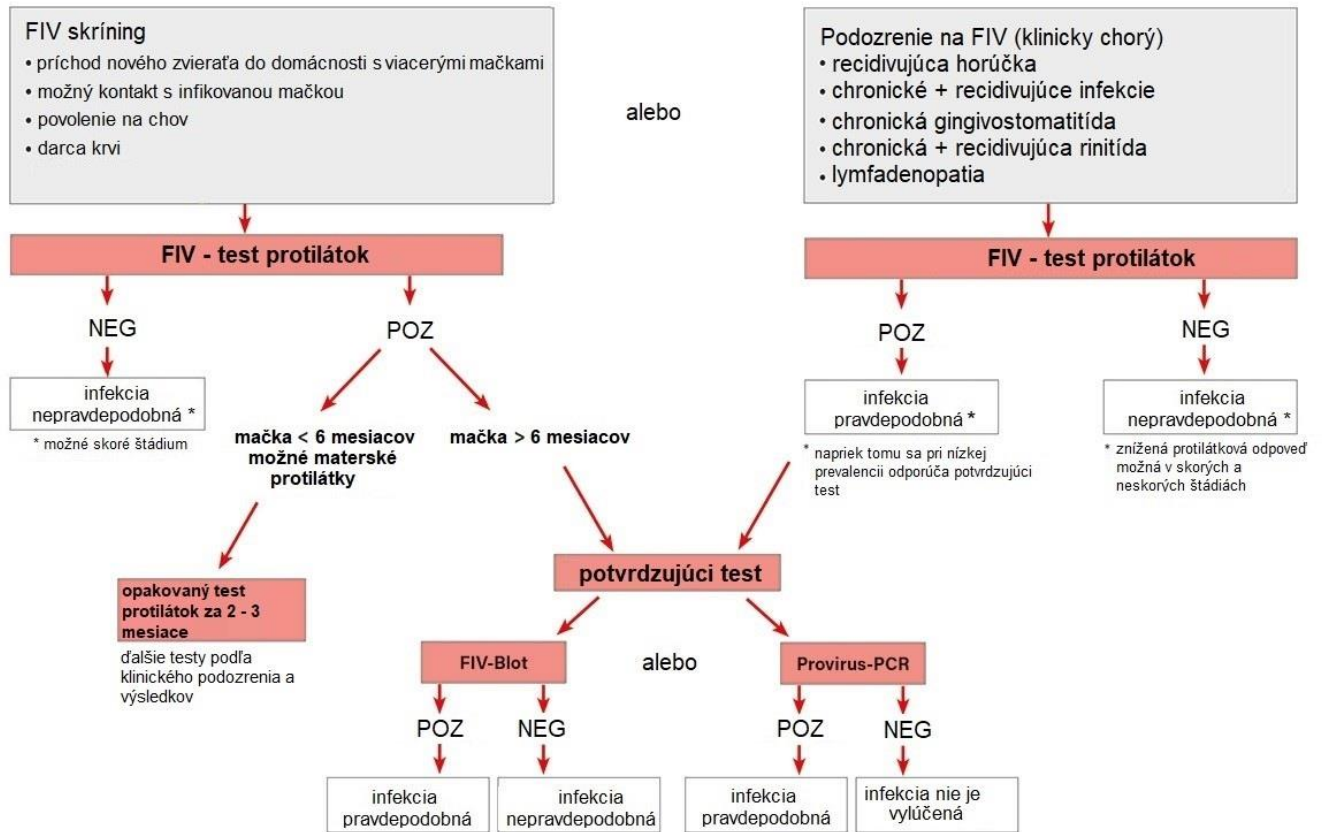 FIV skríning
• príchod nového zvieraťa do domácnosti s viacerými mačkami
• možný kontakt s infikovanou mačkou
• povolenie na chov
• darca krvi
alebo
Podozrenie na FIV (klinicky chorý)
• recidivujúca horúčka
• chronické + recidivujúce infekcie
• chronická gingivostomatitída
• chronická + recidivujúca rinitída
• lymfadenopatia
FIV - test protilátok
NEG
POZ
infekcia
nepravdepodobná *
* možné skoré štádium
mačka < 6 mesiacov
možné materské
protilátky
mačka > 6 mesiacov
opakovaný test
protilátok za 2 - 3
mesiace
ďalšie testy podľa
klinického podozrenia a
výsledkov
FIV - test protilátok
POZ
NEG
infekcia
pravdepodobná *
* napriek tomu sa pri nízkej
prevalencii odporúča potvrdzujúci
test
infekcia
nepravdepodobná *
* znížená protilátková odpoveď
možná v skorých a
neskorých štádiách
potvrdzujúci test
FIV-Blot
alebo
Provirus-PCR
POZ
NEG
POZ
NEG
infekcia
pravdepodobná
infekcia
nepravdepodobná
infekcia
pravdepodobná
infekcia nie je
vylúčená